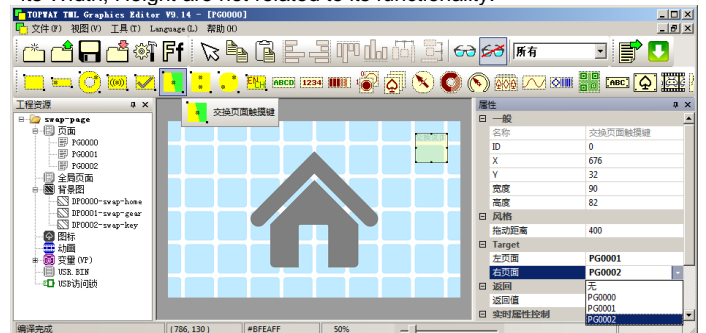 its Width, Height are not related to its functionality.
TOPWAY TML Graphics Editor V9.14 - [PG0000]
文件(F) 视图(V) 工具(T) Language(L) 帮助(H)
Ff 所有
EN CH ABCD 1234 ABC
工程资源
交换页面触摸键
swap-page
页面
PG0000
PG0001
PG0002
全局页面
背景图
DP0000-swap-home
DP0001-swap-gear
DP0002-swap-key
图标
动画
变量(VP)
USR.BIN
USB访问锁
属性
一般
名称 交换页面触摸键
ID 0
X 676
Y 32
宽度 90
高度 82
风格
拖动距离 400
Target
左页面 PG0001
右页面 PG0002
返回 无
返回值 PG0000
PG0001
实时属性控制 PG0002
编译完成 (786, 130) #BFEAFF 50%